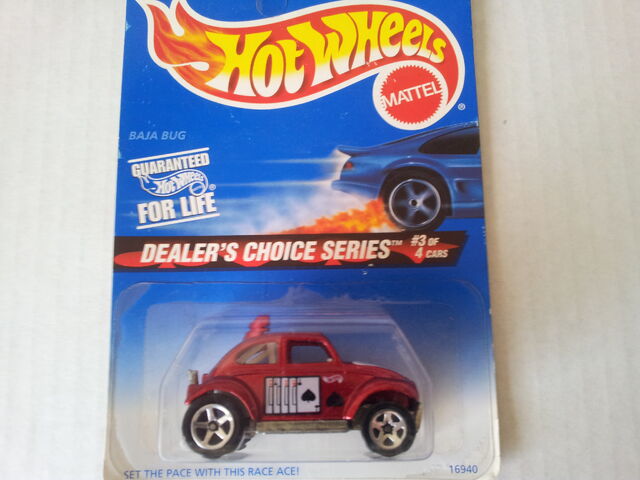 HOT WHEELS
®
MATTEL
BAJA BUG
GUARANTEED
Hot Wheels®
FOR LIFE
DEALER'S CHOICE SERIES™ #3 OF
4 CARS
SET THE PACE WITH THIS RACE ACE!
16940